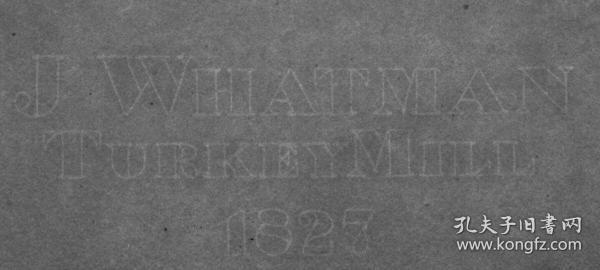 J WHATMAN
TURKEY MILL
1827
孔夫子旧书网
www.kongfz.com